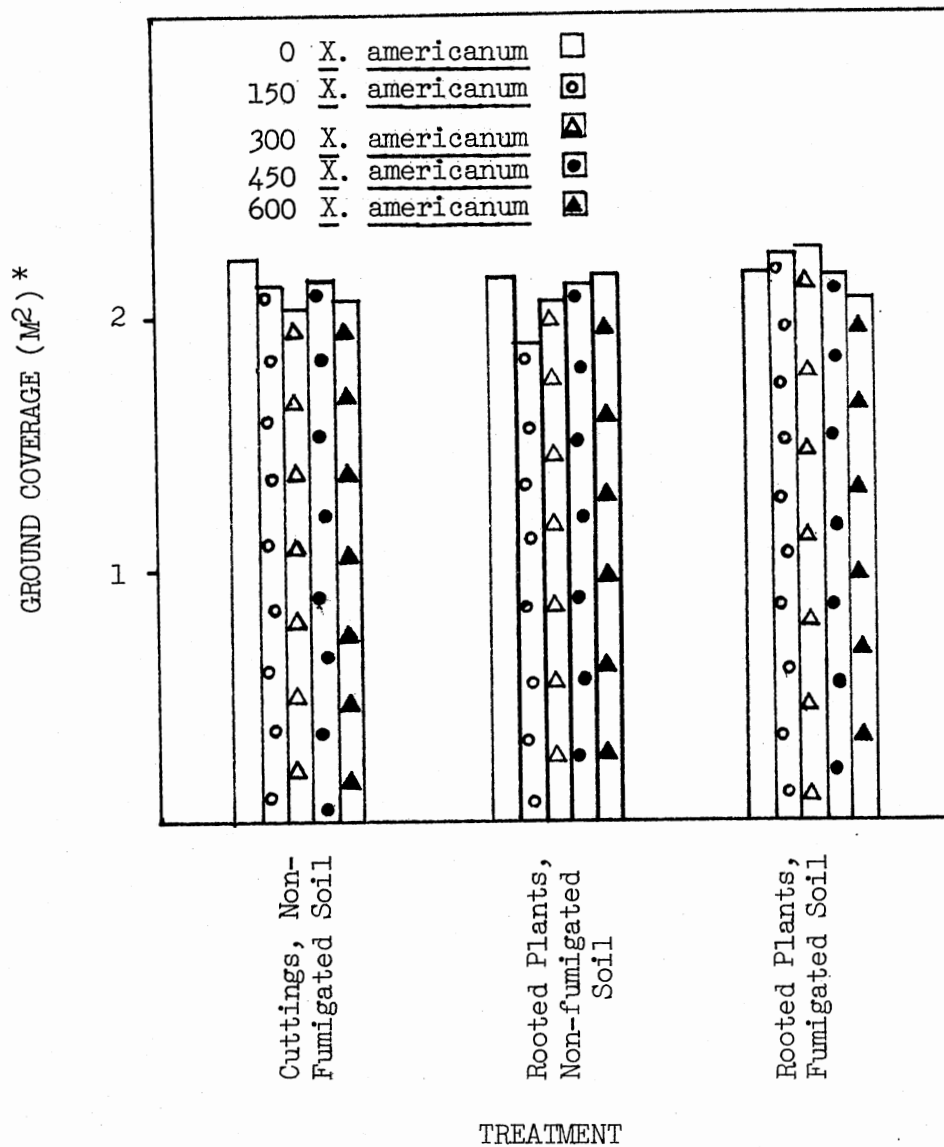 0 X. americanum
150 X. americanum
300 X. americanum
450 X. americanum
600 X. americanum
GROUND COVERAGE (M²)*
2
1
Cuttings, Non-
Fumigated Soil
Rooted Plants,
Non-fumigated
Soil
Rooted Plants,
Fumigated Soil
TREATMENT